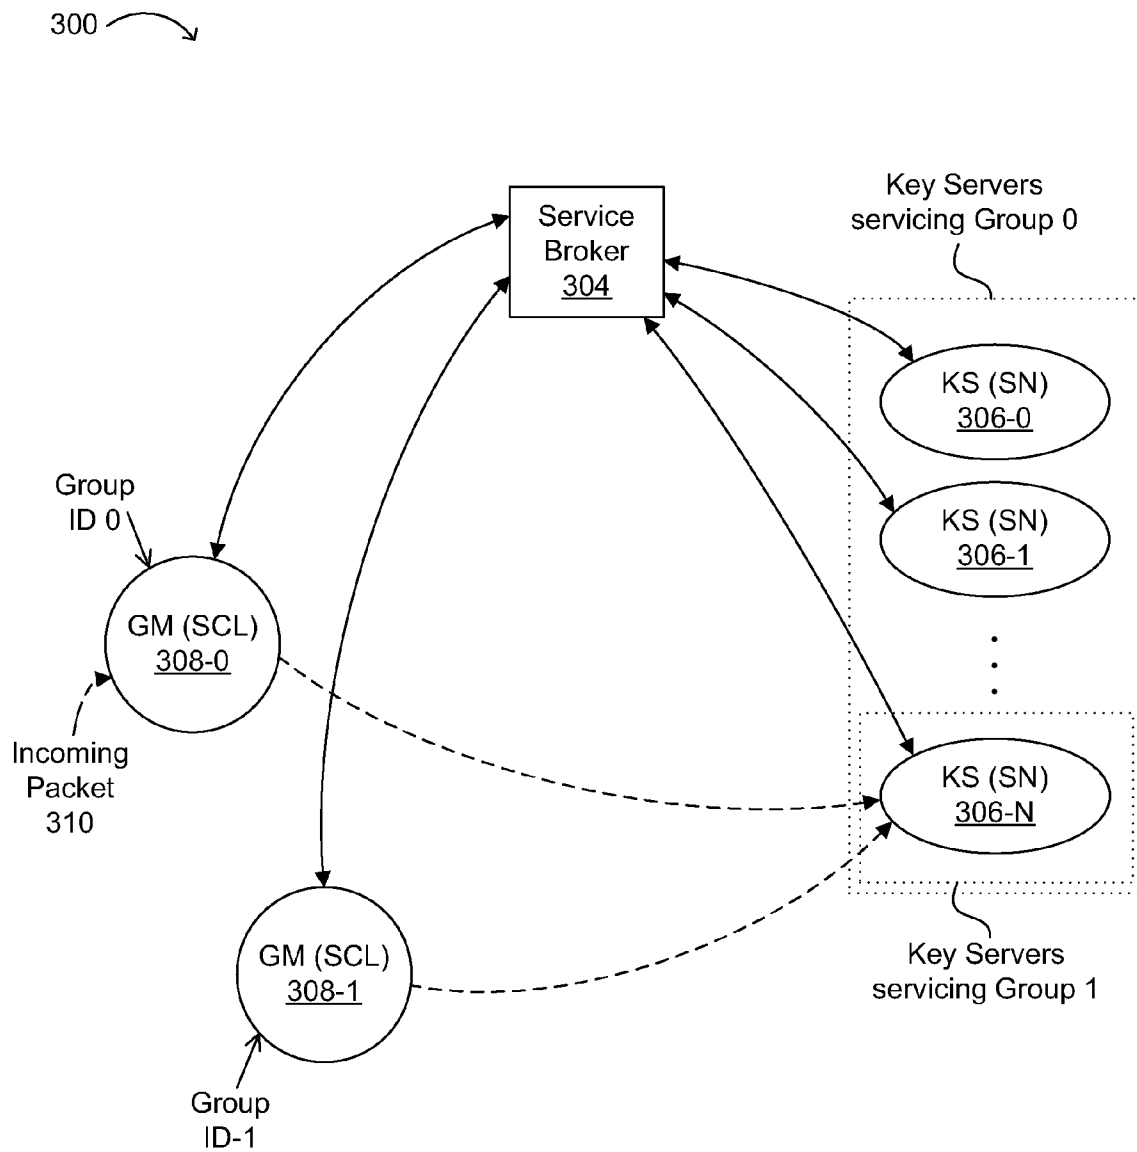 300
Key Servers
servicing Group 0
Service
Broker
304
KS (SN)
306-0
Group
ID 0
KS (SN)
306-1
GM (SCL)
308-0
Incoming
Packet
310
KS (SN)
306-N
GM (SCL)
308-1
Key Servers
servicing Group 1
Group
ID-1